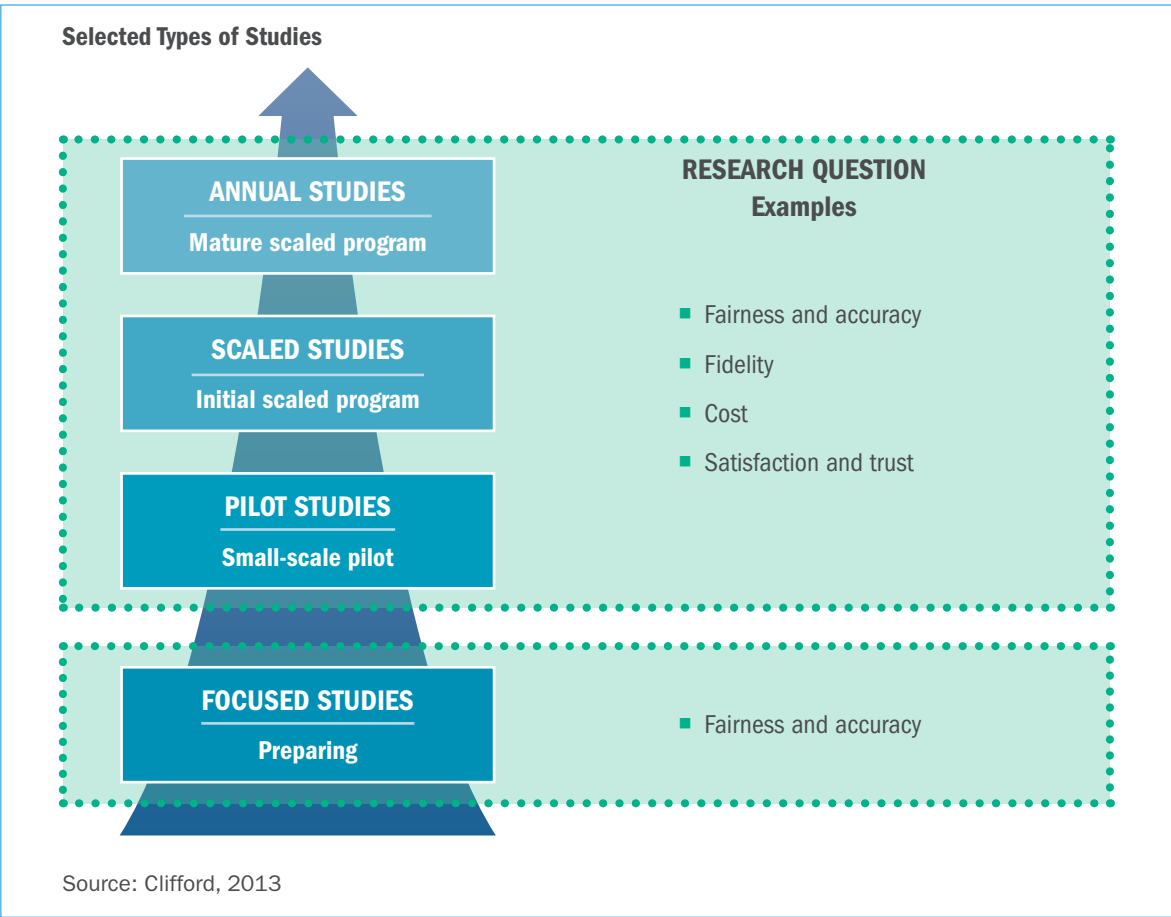 Selected Types of Studies
ANNUAL STUDIES
Mature scaled program
SCALED STUDIES
Initial scaled program
PILOT STUDIES
Small-scale pilot
FOCUSED STUDIES
Preparing
RESEARCH QUESTION
Examples
Fairness and accuracy
Fidelity
Cost
Satisfaction and trust
Fairness and accuracy
Source: Clifford, 2013